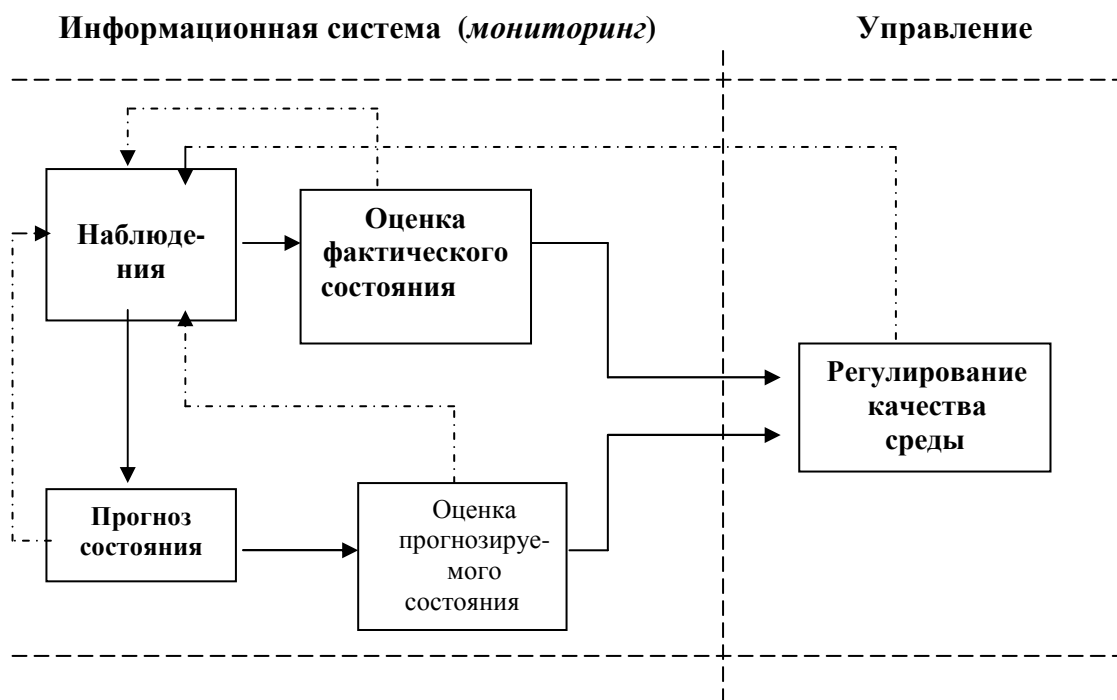 Информационная система (мониторинг)
Управление
Наблюде-
ния
Оценка
фактического
состояния
Регулирование
качества
среды
Прогноз
состояния
Оценка
прогнозируе-
мого
состояния